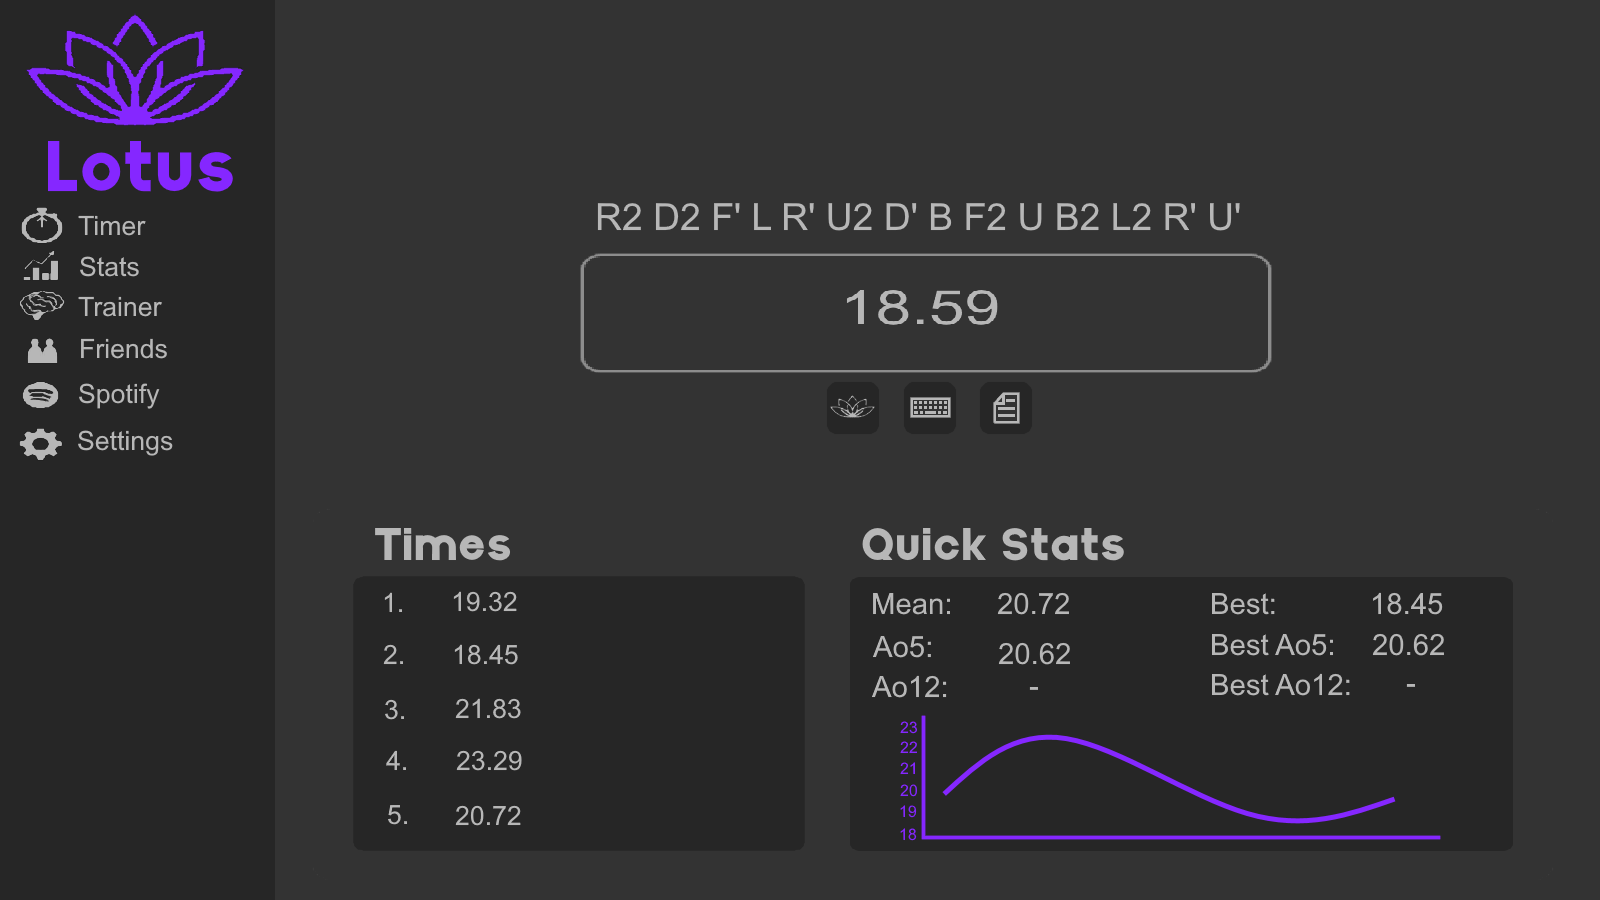 Lotus
Timer
Stats
Trainer
Friends
Spotify
Settings
R2 D2 F' L R' U2 D' B F2 U B2 L2 R' U'
18.59
Times
1. 19.32
2. 18.45
3. 21.83
4. 23.29
5. 20.72
Quick Stats
Mean: 20.72 Best: 18.45
Ao5: 20.62 Best Ao5: 20.62
Ao12: - Best Ao12: -
23
22
21
20
19
18